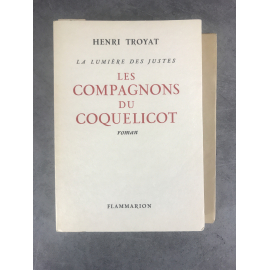 HENRI TROYAT
LA LUMIÈRE DES JUSTES
LES
COMPAGNONS
DU
COQUELICOT
roman
FLAMMARION